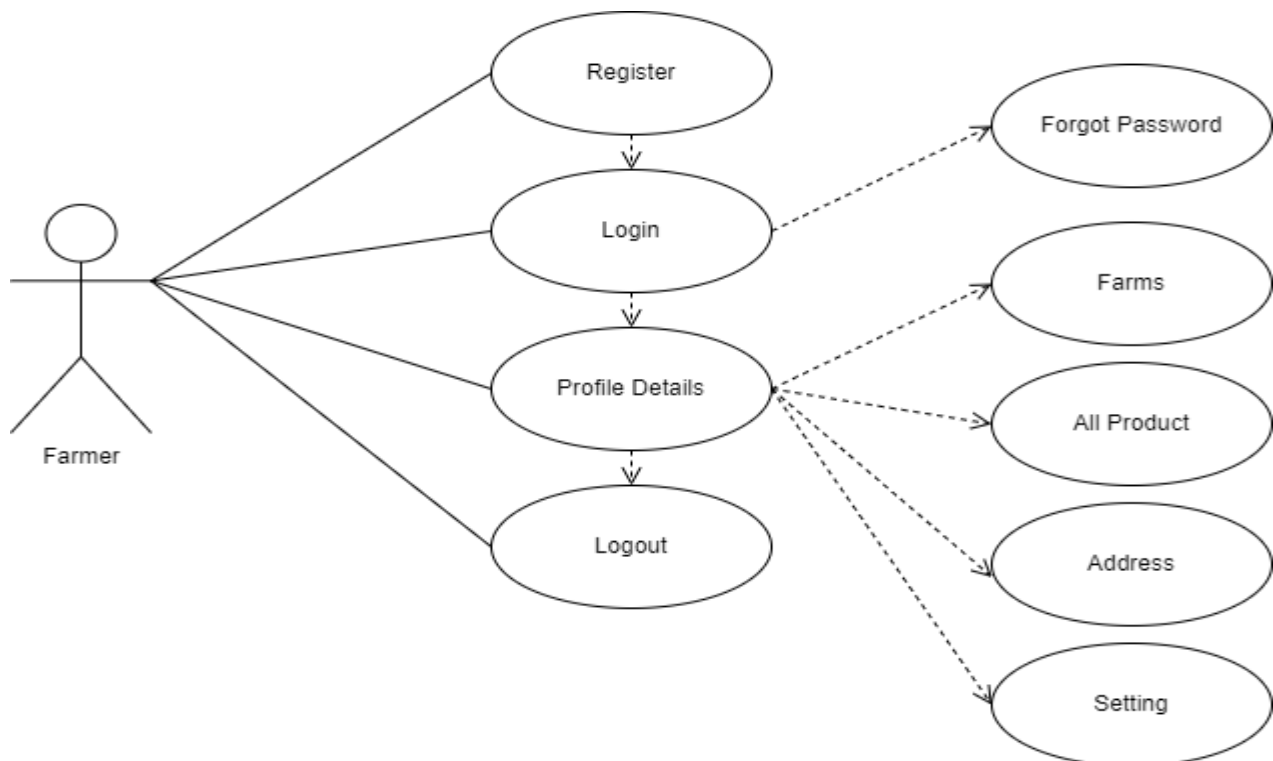 Register
Forgot Password
Login
Farms
Profile Details
All Product
Farmer
Logout
Address
Setting